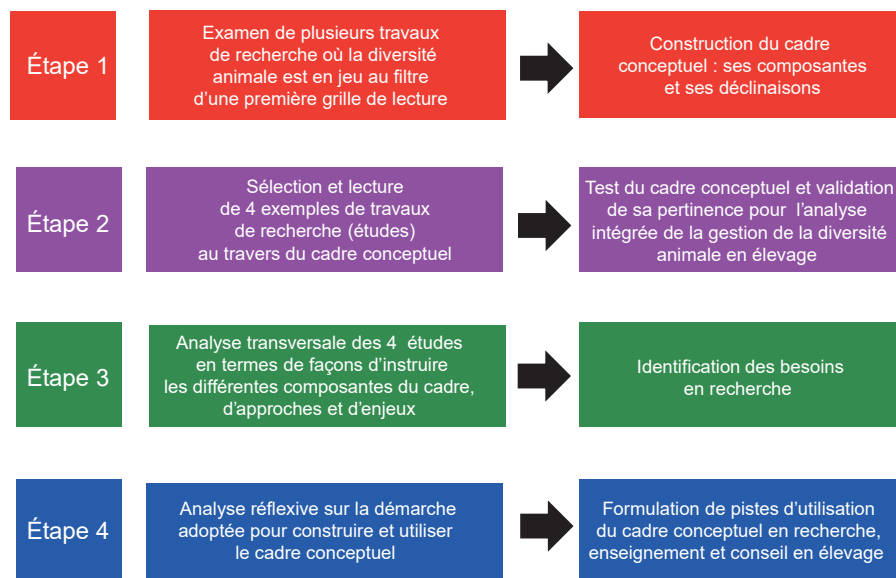 Étape 1
Examen de plusieurs travaux
de recherche où la diversité
animale est en jeu au filtre
d'une première grille de lecture
Construction du cadre
conceptuel : ses composantes
et ses déclinaisons
Étape 2
Sélection et lecture
de 4 exemples de travaux
de recherche (études)
au travers du cadre conceptuel
Test du cadre conceptuel et validation
de sa pertinence pour l'analyse
intégrée de la gestion de la diversité
animale en élevage
Étape 3
Analyse transversale des 4 études
en termes de façons d'instruire
les différentes composantes du cadre,
d'approches et d'enjeux
Identification des besoins
en recherche
Étape 4
Analyse réflexive sur la démarche
adoptée pour construire et utiliser
le cadre conceptuel
Formulation de pistes d'utilisation
du cadre conceptuel en recherche,
enseignement et conseil en élevage